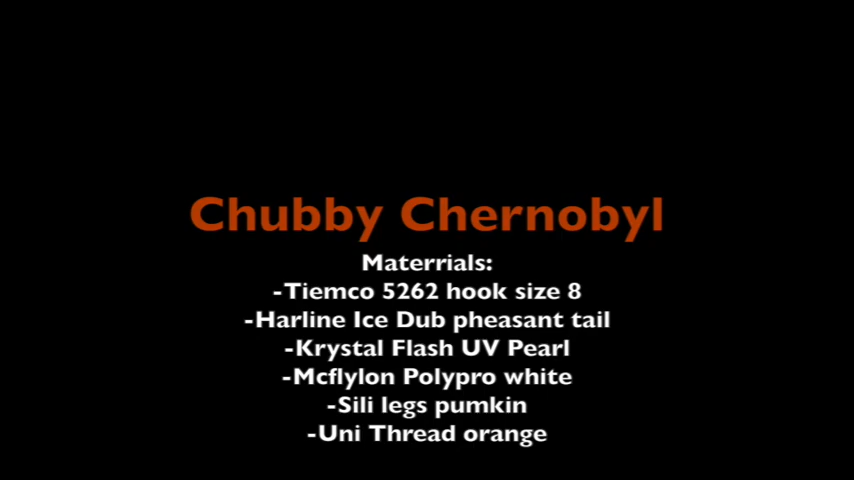 Chubby Chernobyl
Materrials:
-Tiemco 5262 hook size 8
-Harline Ice Dub pheasant tail
-Krystal Flash UV Pearl
-Mcflylon Polypro white
-Sili legs pumkin
-Uni Thread orange